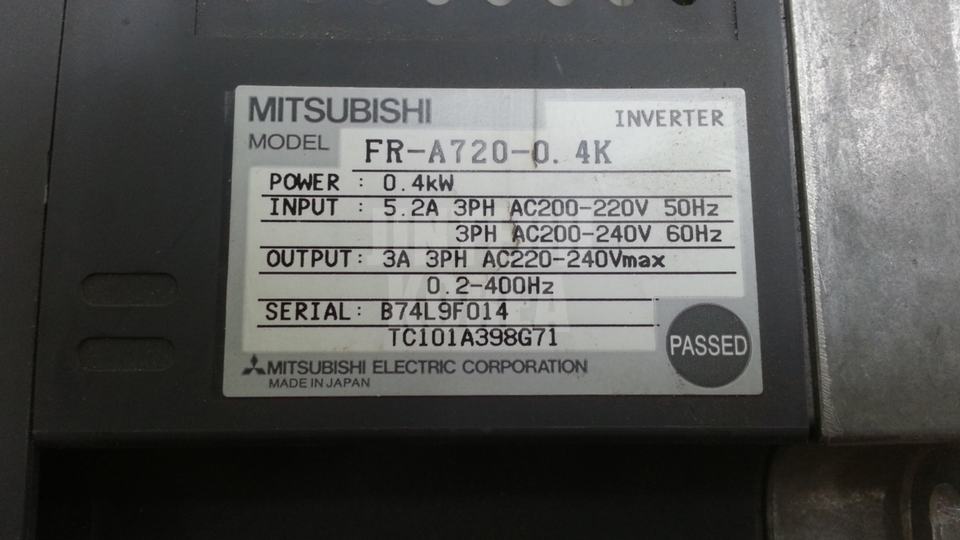 MITSUBISHI
INVERTER
MODEL FR-A720-0.4K
POWER : 0.4kW
INPUT : 5.2A 3PH AC200-220V 50Hz
3PH AC200-240V 60Hz
OUTPUT: 3A 3PH AC220-240Vmax
0.2-400Hz
SERIAL: B74L9F014
TC101A398G71
PASSED
MITSUBISHI ELECTRIC CORPORATION
MADE IN JAPAN